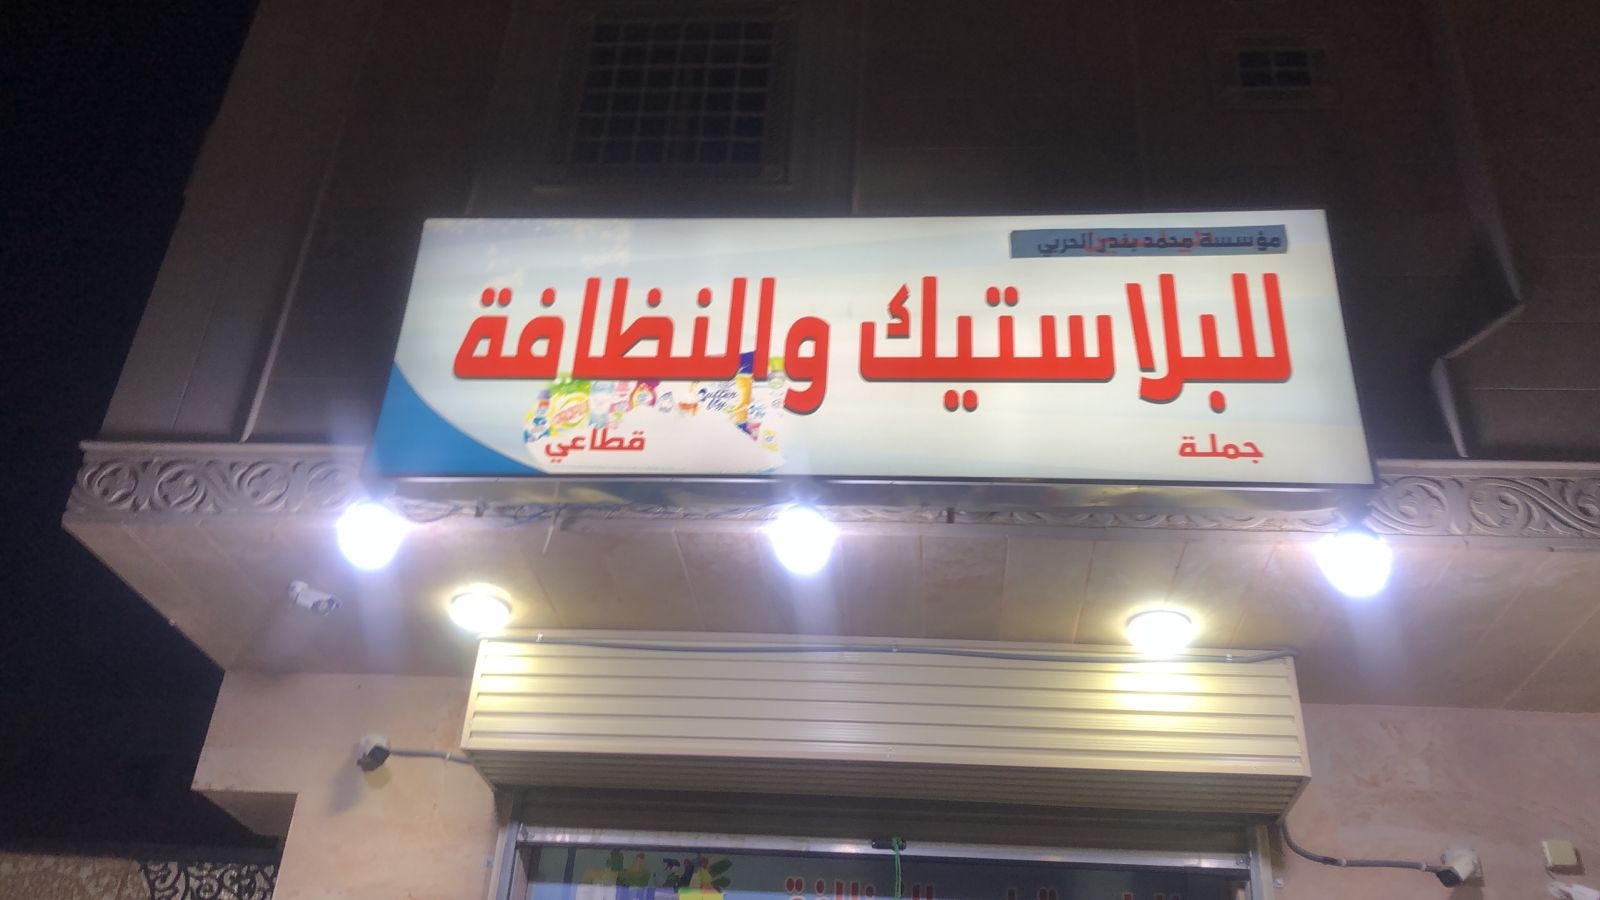 مؤسسة محمد بندر الحربي
للبلاستيك والنظافة
جملة
قطاعي